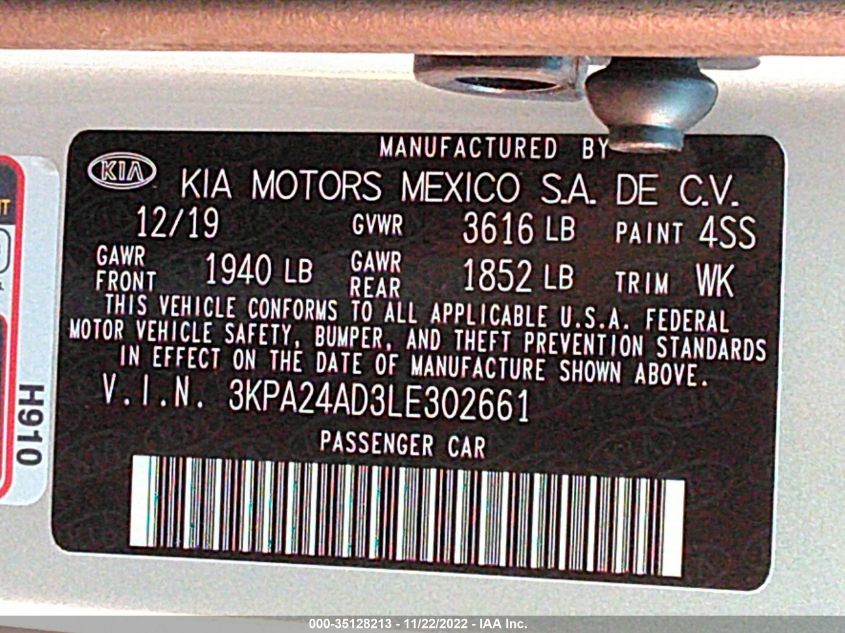 MANUFACTURED BY
KIA KIA MOTORS MEXICO S.A. DE C.V.
12/19 GVWR 3616 LB PAINT 4SS
GAWR FRONT 1940 LB GAWR REAR 1852 LB TRIM WK
THIS VEHICLE CONFORMS TO ALL APPLICABLE U.S.A. FEDERAL
MOTOR VEHICLE SAFETY, BUMPER, AND THEFT PREVENTION STANDARDS
IN EFFECT ON THE DATE OF MANUFACTURE SHOWN ABOVE.
V.I.N. 3KPA24AD3LE302661
PASSENGER CAR
H910
000-35128213 - 11/22/2022 - IAA Inc.